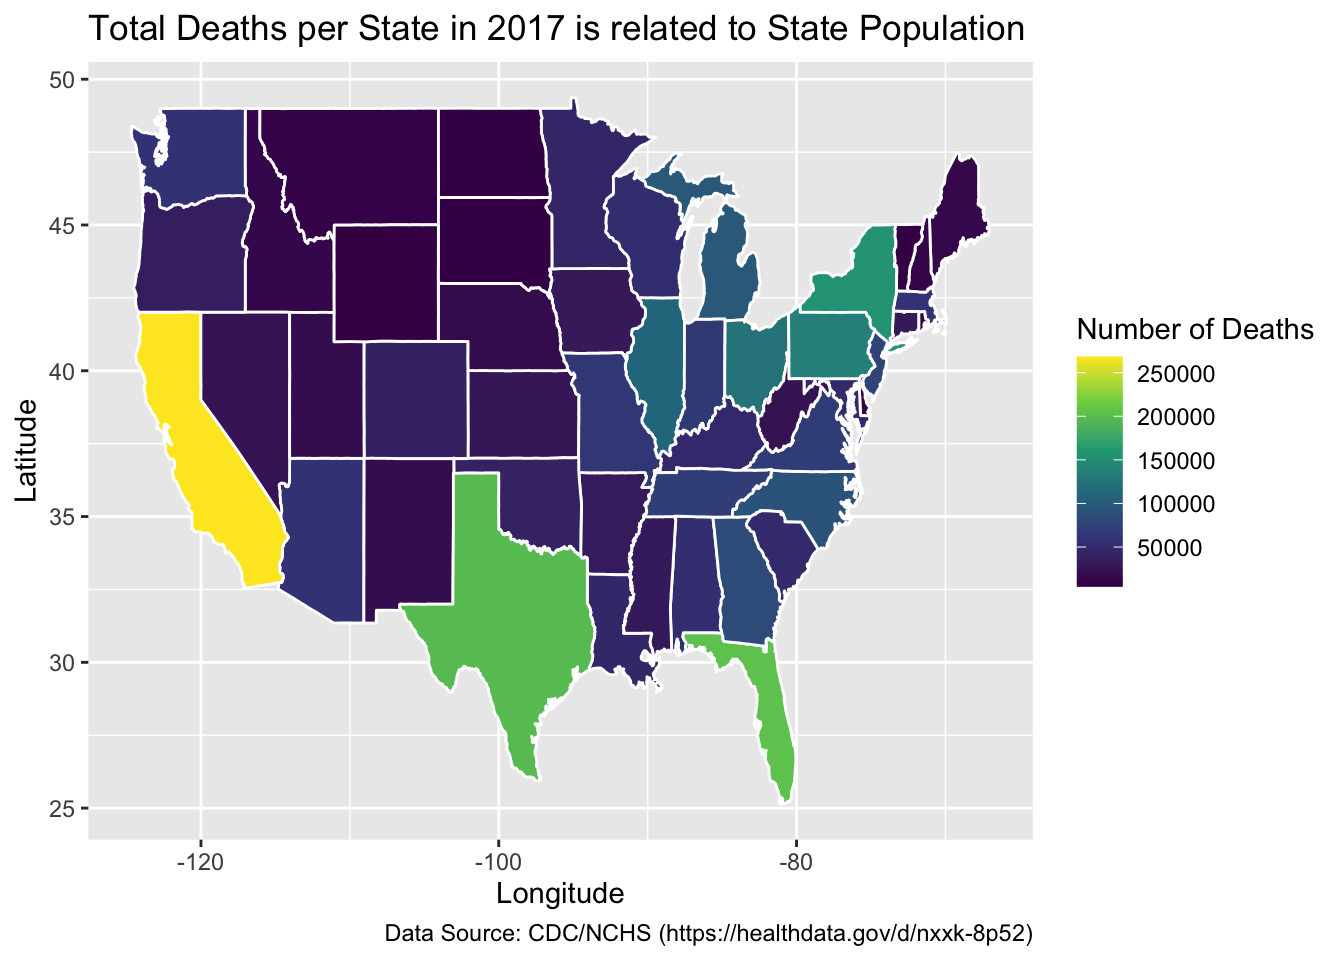 Total Deaths per State in 2017 is related to State Population
50
45
40
35
30
25
Latitude
-120
-100
-80
Longitude
Number of Deaths
250000
200000
150000
100000
50000
Data Source: CDC/NCHS (https://healthdata.gov/d/nxxk-8p52)